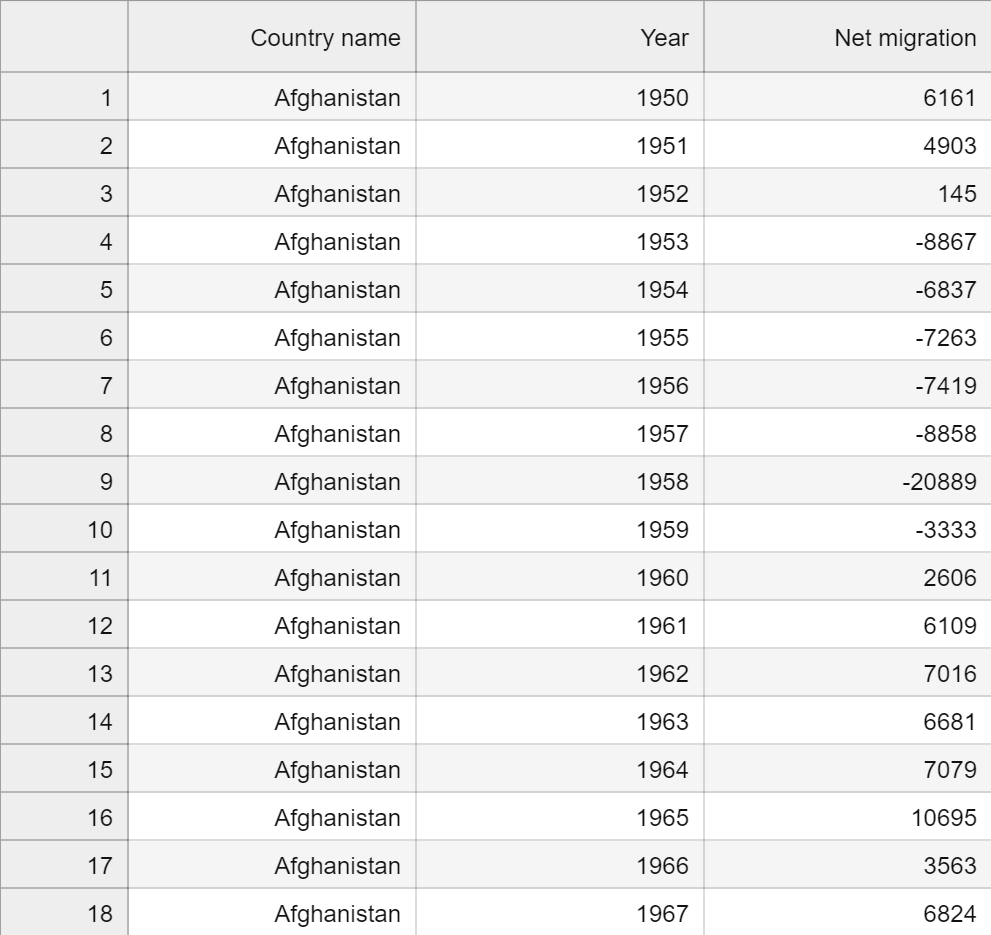 Country name Year Net migration
1 Afghanistan 1950 6161
2 Afghanistan 1951 4903
3 Afghanistan 1952 145
4 Afghanistan 1953 -8867
5 Afghanistan 1954 -6837
6 Afghanistan 1955 -7263
7 Afghanistan 1956 -7419
8 Afghanistan 1957 -8858
9 Afghanistan 1958 -20889
10 Afghanistan 1959 -3333
11 Afghanistan 1960 2606
12 Afghanistan 1961 6109
13 Afghanistan 1962 7016
14 Afghanistan 1963 6681
15 Afghanistan 1964 7079
16 Afghanistan 1965 10695
17 Afghanistan 1966 3563
18 Afghanistan 1967 6824